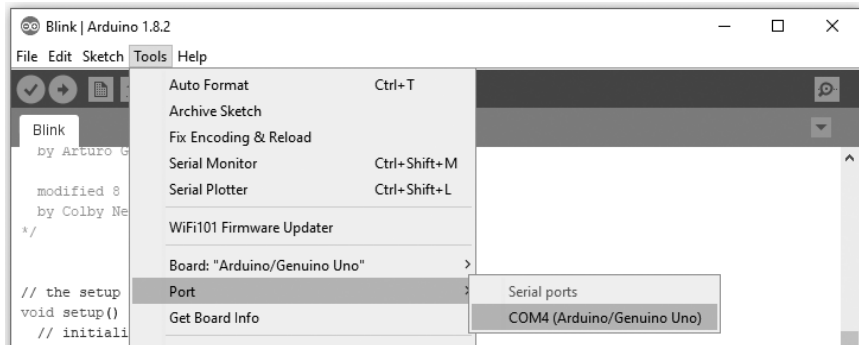 Blink | Arduino 1.8.2
File Edit Sketch Tools Help
Auto Format Ctrl+T
Archive Sketch
Fix Encoding & Reload
Serial Monitor Ctrl+Shift+M
Serial Plotter Ctrl+Shift+L
WiFi101 Firmware Updater
Board: "Arduino/Genuino Uno"
Port
Get Board Info
Serial ports
COM4 (Arduino/Genuino Uno)
Blink
by Arturo G
modified 8
by Colby Ne
*/
// the setup
void setup()
// initiali